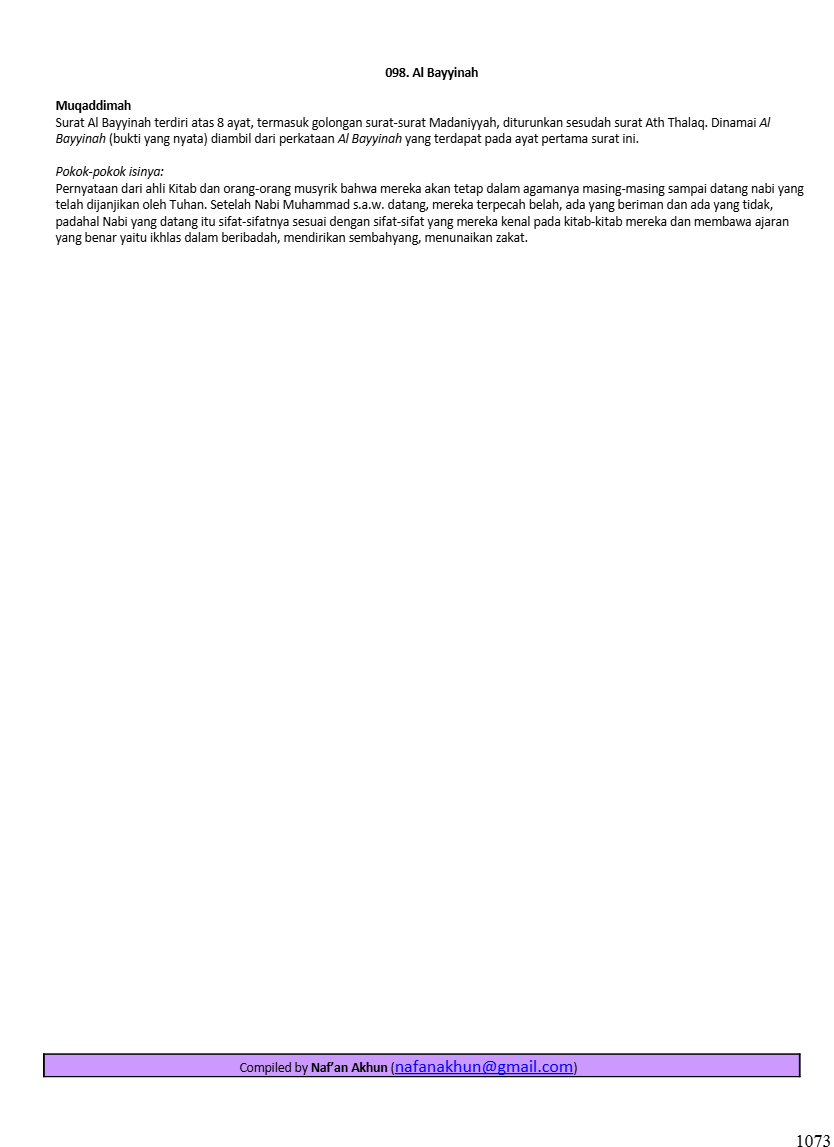 098. Al Bayyinah
Muqaddimah
Surat Al Bayyinah terdiri atas 8 ayat, termasuk golongan surat-surat Madaniyyah, diturunkan sesudah surat Ath Thalaq. Dinamai Al
Bayyinah (bukti yang nyata) diambil dari perkataan Al Bayyinah yang terdapat pada ayat pertama surat ini.
Pokok-pokok isinya:
Pernyataan dari ahli Kitab dan orang-orang musyrik bahwa mereka akan tetap dalam agamanya masing-masing sampai datang nabi yang
telah dijanjikan oleh Tuhan. Setelah Nabi Muhammad s.a.w. datang, mereka terpecah belah, ada yang beriman dan ada yang tidak,
padahal Nabi yang datang itu sifat-sifatnya sesuai dengan sifat-sifat yang mereka kenal pada kitab-kitab mereka dan membawa ajaran
yang benar yaitu ikhlas dalam beribadah, mendirikan sembahyang, menunaikan zakat.
Compiled by Naf’an Akhun (nafanakhun@gmail.com)
1073